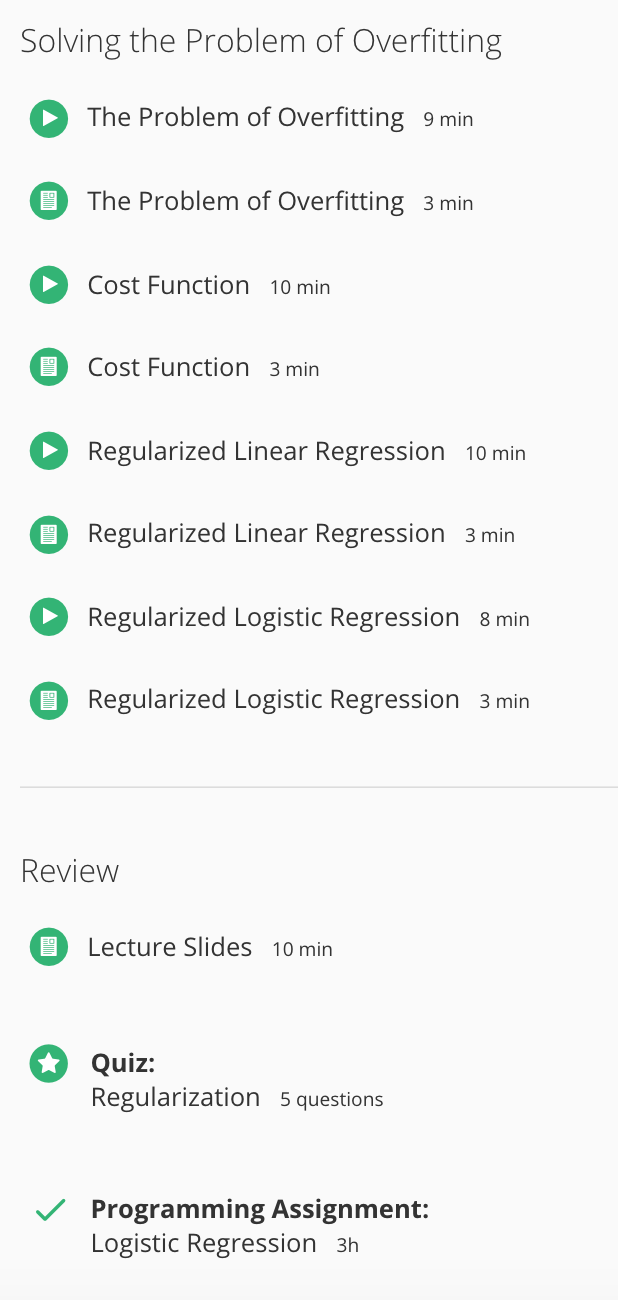 Solving the Problem of Overfitting
The Problem of Overfitting 9 min
The Problem of Overfitting 3 min
Cost Function 10 min
Cost Function 3 min
Regularized Linear Regression 10 min
Regularized Linear Regression 3 min
Regularized Logistic Regression 8 min
Regularized Logistic Regression 3 min
Review
Lecture Slides 10 min
Quiz:
Regularization 5 questions
Programming Assignment:
Logistic Regression 3h